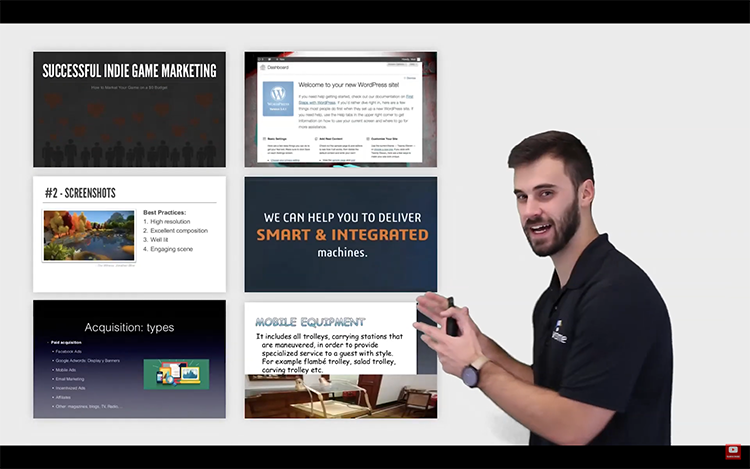 SUCCESSFUL INDIE GAME MARKETING
How to Market Your Game on a $0 Budget
Dashboard
Welcome to your new WordPress site!
If you need help getting started, check out our documentation on First
Steps with WordPress. If you'd rather dive right in, here are a few
things most people do when they set up a new WordPress site. If
you need help, use the Help tabs in the upper right corner to get
information on how to use your current screen and where to go for
more assistance.
Basic Settings
Add Real Content
Customize Your Site
#2 - SCREENSHOTS
Best Practices:
1. High resolution
2. Excellent composition
3. Well lit
4. Engaging scene
WE CAN HELP YOU TO DELIVER
SMART & INTEGRATED
machines.
Acquisition: types
• Paid acquisition
• Facebook Ads
• Google Adwords, Display y Banners
• Mobile Ads
• Email Marketing
• Incentivized Ads
• Affiliates
• Other: magazines, blogs, TV, Radio...
MOBILE EQUIPMENT
It includes all trolleys, carrying stations that
are maneuvered, in order to provide
specialized service to a guest with style.
For example flambé trolley, salad trolley,
carving trolley etc.
SUBSCRIBE